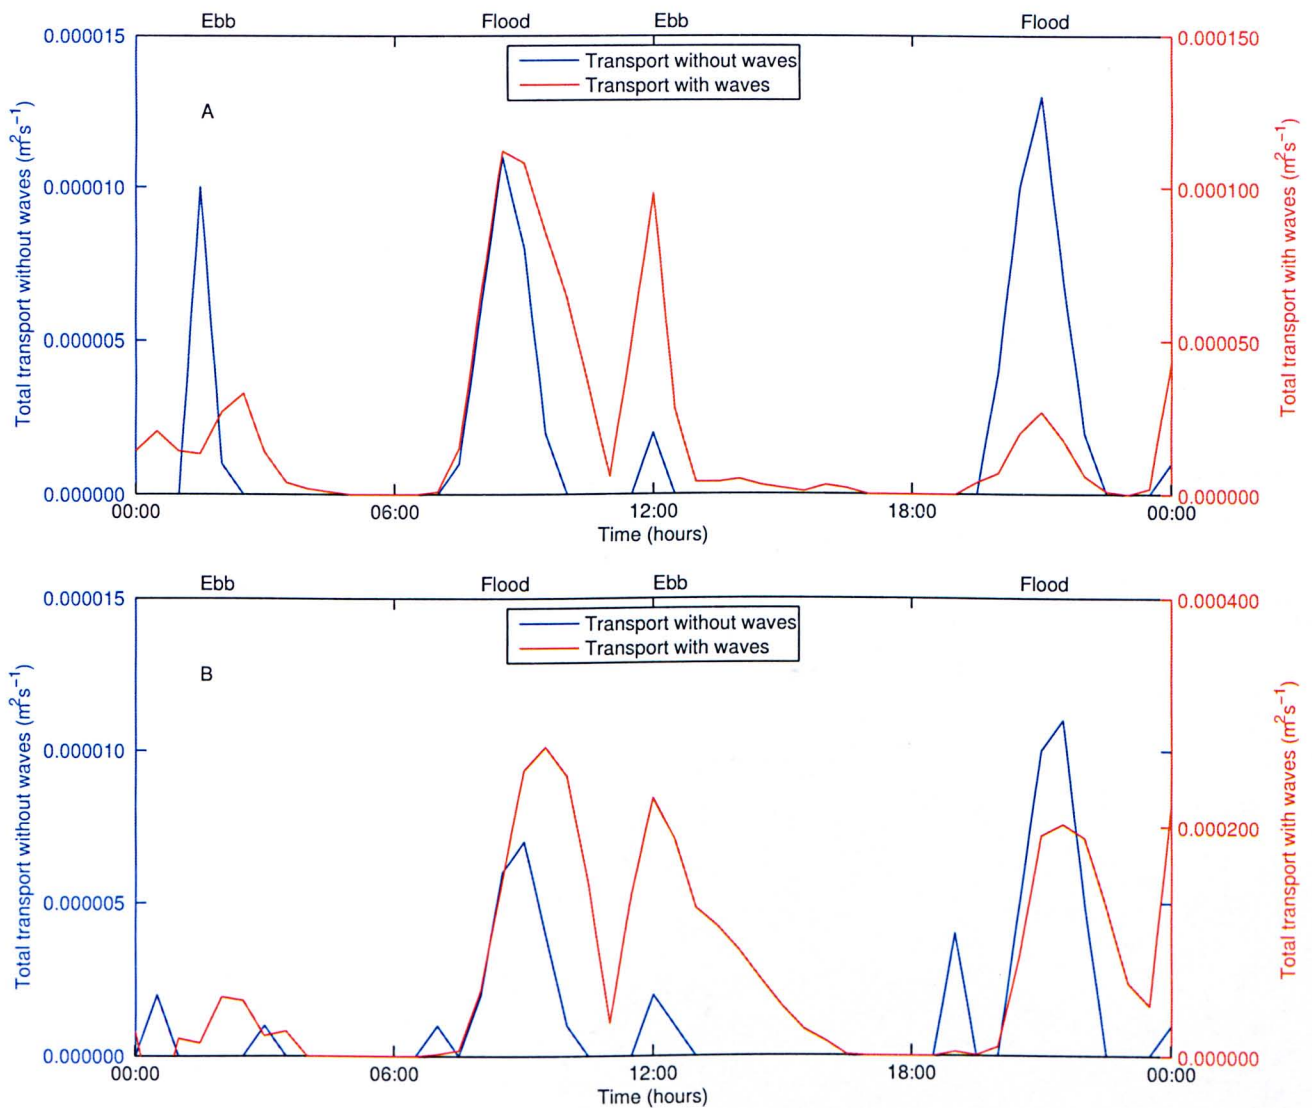 Ebb Flood Ebb Flood
0.000015 0.000150
Transport without waves
Transport with waves
A
0.000010 0.000100
0.000005 0.000050
0.000000 0.000000
00:00 06:00 12:00 18:00 00:00
Time (hours)
Total transport without waves (m²s⁻¹)
Total transport with waves (m²s⁻¹)
Ebb Flood Ebb Flood
0.000015 0.000400
Transport without waves
Transport with waves
B
0.000010
0.000200
0.000005
0.000000 0.000000
00:00 06:00 12:00 18:00 00:00
Time (hours)
Total transport without waves (m²s⁻¹)
Total transport with waves (m²s⁻¹)